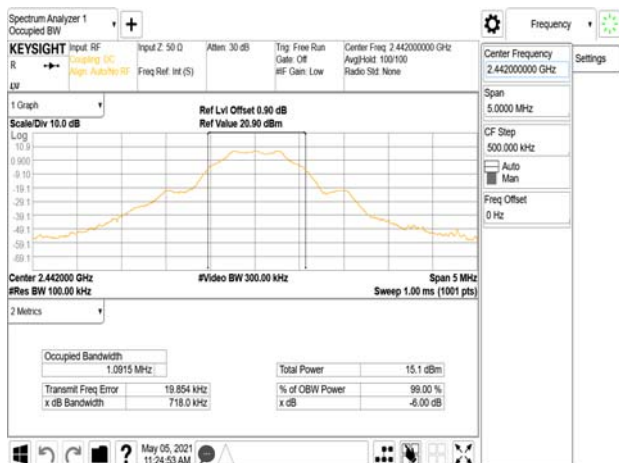 Spectrum Analyzer 1
Occupied BW
+
Frequency
KEYSIGHT
R
LVI
Input: RF
Coupling: DC
Align: Auto/No RF
Input Z: 50 Ω
Freq Ref: Int (S)
Atten: 30 dB
Trig: Free Run
Gate: Off
#IF Gain: Low
Center Freq: 2.442000000 GHz
Avg|Hold: 100/100
Radio Std: None
Center Frequency
2.442000000 GHz
Settings
Span
5.0000 MHz
CF Step
500.000 kHz
Auto
Man
Freq Offset
0 Hz
1 Graph
Scale/Div 10.0 dB
Ref Lvl Offset 0.90 dB
Ref Value 20.90 dBm
Log
10.9
0.900
-9.10
-19.1
-29.1
-39.1
-49.1
-59.1
-69.1
Center 2.442000 GHz
#Res BW 100.00 kHz
#Video BW 300.00 kHz
Span 5 MHz
Sweep 1.00 ms (1001 pts)
2 Metrics
Occupied Bandwidth
1.0915 MHz
Total Power 15.1 dBm
Transmit Freq Error 19.854 kHz
% of OBW Power 99.00 %
x dB Bandwidth 718.0 kHz
x dB -6.00 dB
?
May 05, 2021
11:24:53 AM